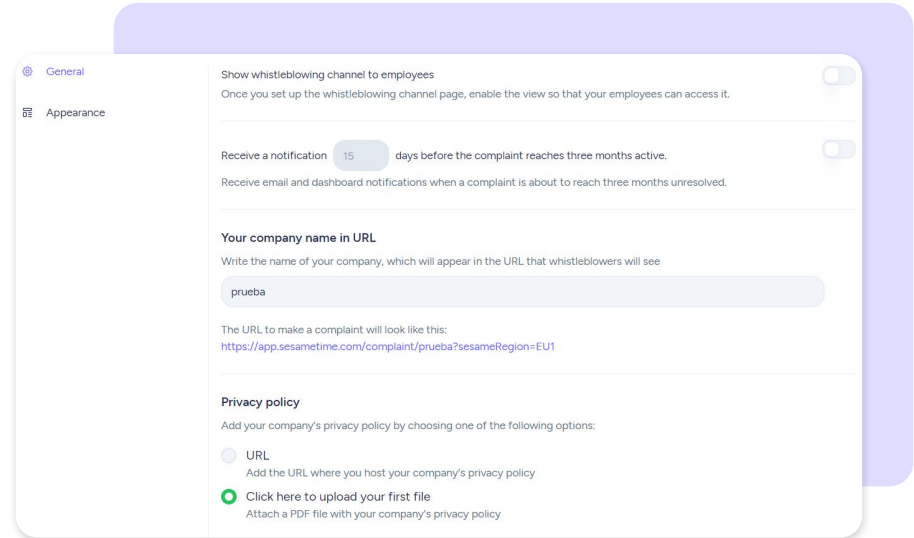 General
Appearance
Show whistleblowing channel to employees
Once you set up the whistleblowing channel page, enable the view so that your employees can access it.
Receive a notification 15 days before the complaint reaches three months active.
Receive email and dashboard notifications when a complaint is about to reach three months unresolved.
Your company name in URL
Write the name of your company, which will appear in the URL that whistleblowers will see
prueba
The URL to make a complaint will look like this:
https://app.sesametime.com/complaint/prueba?sesameRegion=EU1
Privacy policy
Add your company's privacy policy by choosing one of the following options:
URL
Add the URL where you host your company's privacy policy
Click here to upload your first file
Attach a PDF file with your company's privacy policy